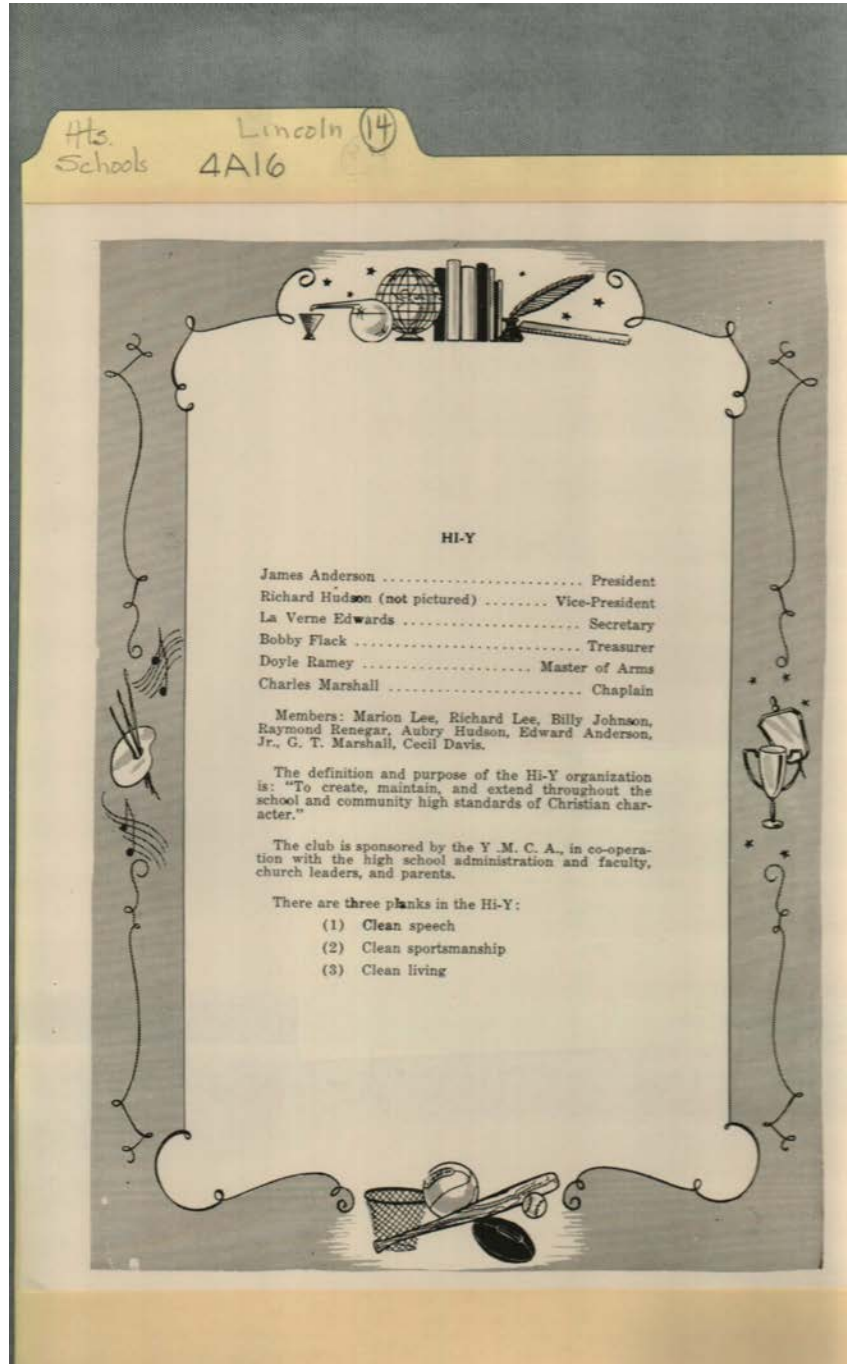 Hts. Lincoln 14
Schools 4A16
HI-Y
James Anderson ......................... President
Richard Hudson (not pictured) ........ Vice-President
La Verne Edwards ...................... Secretary
Bobby Flack ............................. Treasurer
Doyle Ramey ..................... Master of Arms
Charles Marshall ........................ Chaplain
Members: Marion Lee, Richard Lee, Billy Johnson,
Raymond Renegar, Aubry Hudson, Edward Anderson,
Jr., G. T. Marshall, Cecil Davis.
The definition and purpose of the Hi-Y organization
is: “To create, maintain, and extend throughout the
school and community high standards of Christian char-
acter.”
The club is sponsored by the Y .M. C. A., in co-opera-
tion with the high school administration and faculty,
church leaders, and parents.
There are three planks in the Hi-Y:
(1) Clean speech
(2) Clean sportsmanship
(3) Clean living